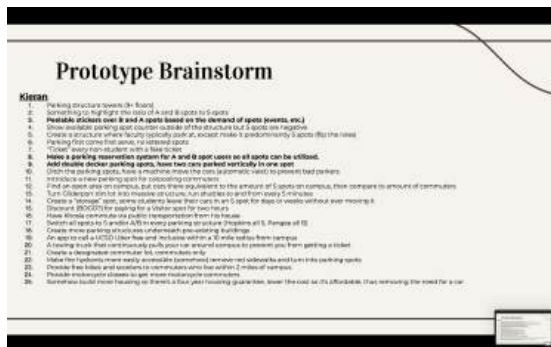 Prototype Brainstorm
Kieran
1. Parking structure towers (9+ floors)
2. Something to highlight the ratio of A and B spots to S spots
3. Peelable stickers over B and A spots based on the demand of spots (events, etc.)
4. Show available parking spot counter outside of the structure but S spots are negative
5. Create a structure where faculty typically park at, except make it predominantly S spots (flip the ratio)
6. Parking first come first serve, no lettered spots
7. "Ticket" every non-student with a fake ticket
8. Make a parking reservation system for A and B spot users so all spots can be utilized.
9. Add double decker parking spots, have two cars parked vertically in one spot
10. Ditch the parking spots, have a machine move the cars (automatic valet) to prevent bad parkers
11. Introduce a new parking spot for carpooling commuters
12. Find an open area on campus, put cars there equivalent to the amount of S spots on campus, then compare to amount of commuters
13. Turn Gilderpan dirt lot into massive structure, run shuttles to and from every 5 minutes
14. Create a "storage" spot, some students leave their cars in an S spot for days or weeks without ever moving it
15. Discount (BOGO?) for paying for a visitor spot for two hours
16. Have Khosla commute via public transportation from his house
17. Switch all spots to S and/or A/B in every parking structure (Hopkins all S, Pangea all B)
18. Create more parking structures underneath pre-existing buildings
19. An app to call a UCSD Uber free and inclusive within a 10 mile radius from campus
20. A towing truck that continuously pulls your car around campus to prevent you from getting a ticket
21. Create a designated commuter lot, commuters only
22. Make fire hydrants more easily accessible (somehow) remove red sidewalks and turn into parking spots
23. Provide free bikes and scooters to commuters who live within 2 miles of campus
24. Provide motorcycle classes to get more motorcycle commuters
25. Somehow build more housing so there's a four year housing guarantee, lower the cost so it's affordable, thus removing the need for a car